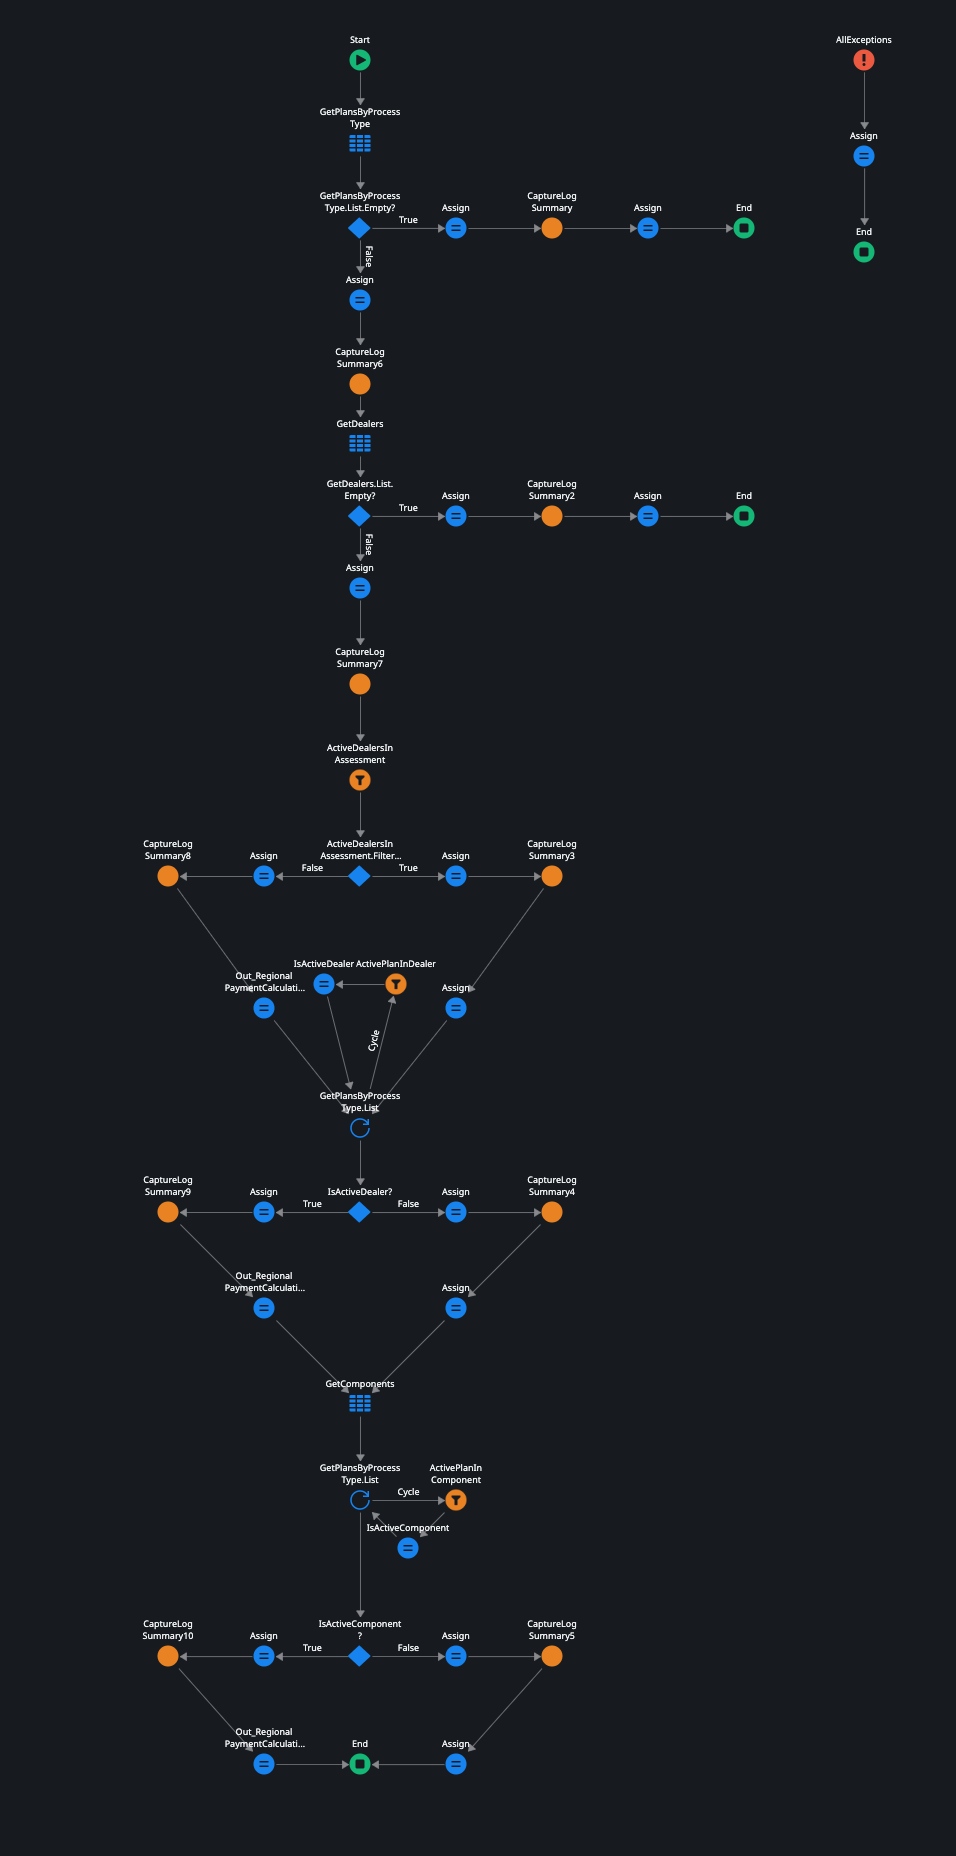 Start
AllExceptions
GetPlansByProcess
Type
Assign
GetPlansByProcess
Type.List.Empty?
True
Assign
CaptureLog
Summary
Assign
End
End
False
Assign
CaptureLog
Summary6
GetDealers
GetDealers.List.
Empty?
True
Assign
CaptureLog
Summary2
Assign
End
False
Assign
CaptureLog
Summary7
ActiveDealersIn
Assessment
CaptureLog
Summary8
Assign
False
ActiveDealersIn
Assessment.Filter...
True
Assign
CaptureLog
Summary3
IsActiveDealer
ActivePlanInDealer
Out_Regional
PaymentCalculati...
Assign
Cycle
GetPlansByProcess
Type.List
CaptureLog
Summary9
Assign
True
IsActiveDealer?
False
Assign
CaptureLog
Summary4
Out_Regional
PaymentCalculati...
Assign
GetComponents
GetPlansByProcess
Type.List
Cycle
ActivePlanIn
Component
IsActiveComponent
CaptureLog
Summary10
Assign
True
IsActiveComponent
?
False
Assign
CaptureLog
Summary5
Out_Regional
PaymentCalculati...
End
Assign